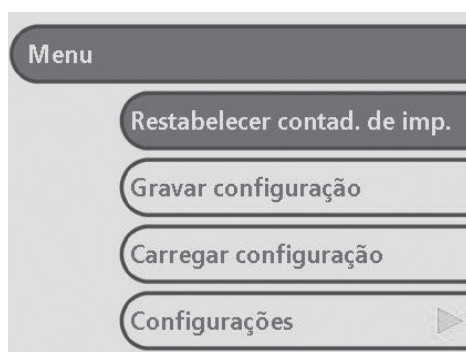 Menu
Restabelecer contad. de imp.
Gravar configuração
Carregar configuração
Configurações